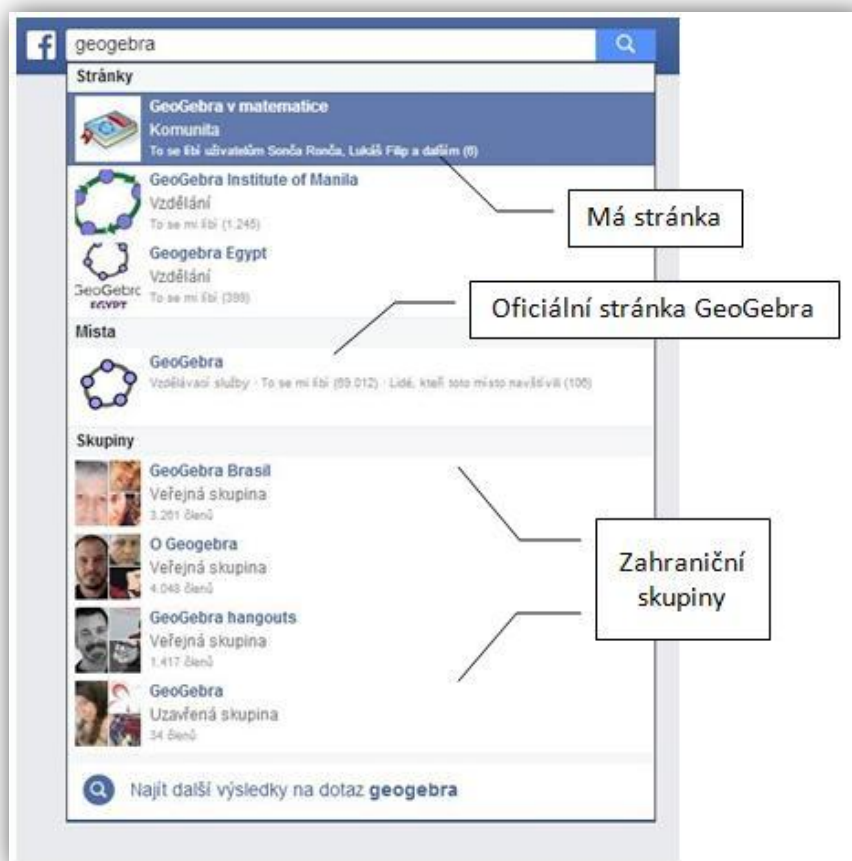 f geogebra
Stránky
GeoGebra v matematice
Komunita
To se líbí uživatelům Sonča Ronča, Lukáš Filip a dalším (6)
GeoGebra Institute of Manila
Vzdělání
To se mi líbí (1.245)
Má stránka
Geogebra Egypt
Vzdělání
To se mi líbí (399)
GeoGebra
EGYPT
Oficiální stránka GeoGebra
Místa
GeoGebra
Vzdělávací služby · To se mi líbí (69.012) · Lidé, kteří toto místo navštívili (106)
Skupiny
GeoGebra Brasil
Veřejná skupina
3.261 členů
O Geogebra
Veřejná skupina
4.048 členů
Zahraniční
skupiny
GeoGebra hangouts
Veřejná skupina
1.417 členů
GeoGebra
Uzavřená skupina
34 členů
Najít další výsledky na dotaz geogebra